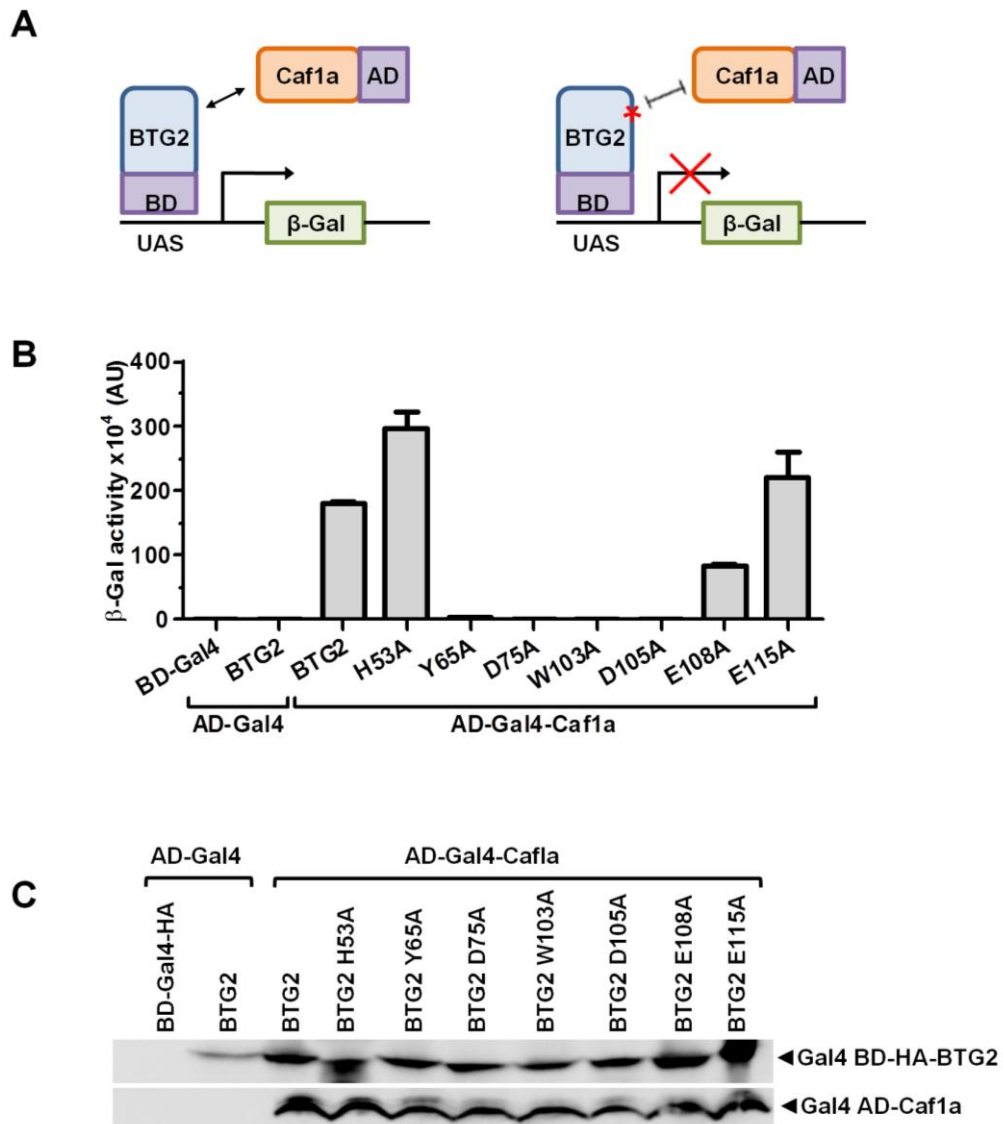 A
Caf1a AD
BTG2
BD
UAS
β-Gal
Caf1a AD
BTG2
BD
UAS
β-Gal
B
β-Gal activity x10⁴ (AU)
400
300
200
100
0
BD-Gal4
BTG2
BTG2
H53A
Y65A
D75A
W103A
D105A
E108A
E115A
AD-Gal4
AD-Gal4-Caf1a
C
AD-Gal4
AD-Gal4-CafIa
BD-Gal4-HA
BTG2
BTG2
BTG2 H53A
BTG2 Y65A
BTG2 D75A
BTG2 W103A
BTG2 D105A
BTG2 E108A
BTG2 E115A
◄Gal4 BD-HA-BTG2
◄Gal4 AD-Caf1a